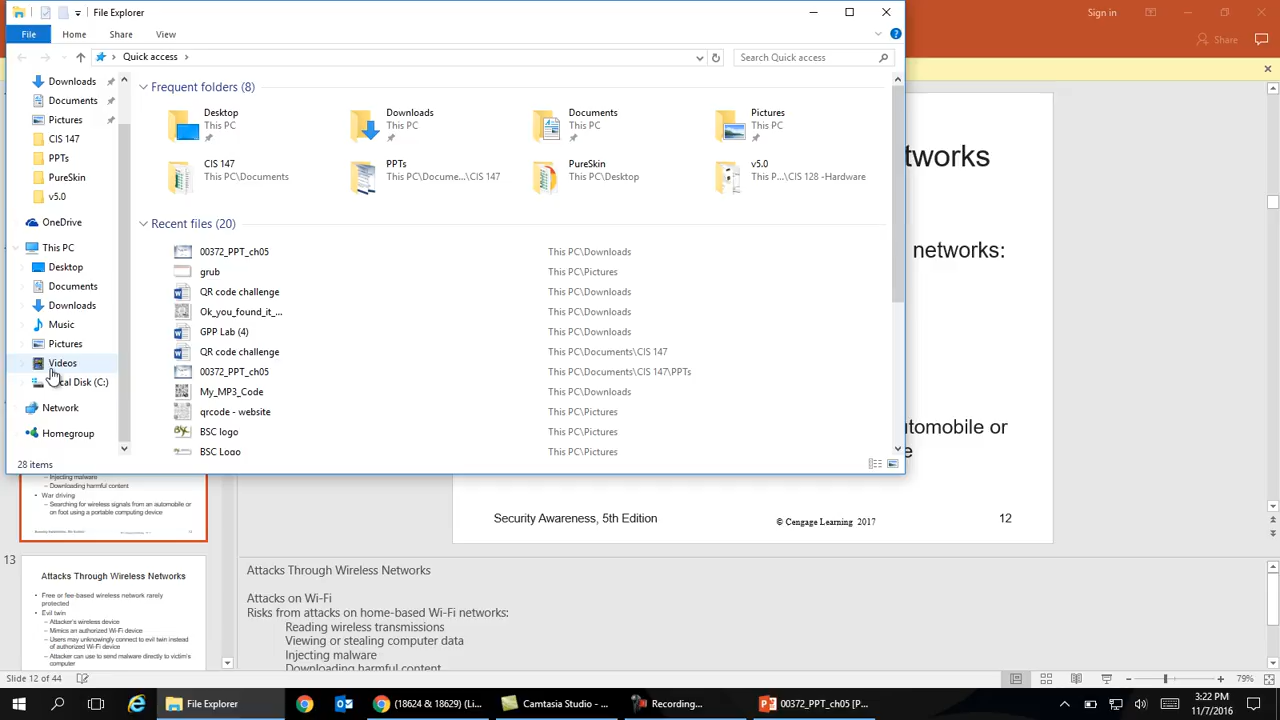 File Explorer
Sign in
File
Home
Share
View
Share
Quick access
Search Quick access
Downloads
Documents
Pictures
CIS 147
PPTs
PureSkin
v5.0
OneDrive
This PC
Desktop
Documents
Downloads
Music
Pictures
Videos
cal Disk (C:)
Network
Homegroup
28 items
Frequent folders (8)
Desktop
This PC
Downloads
This PC
Documents
This PC
Pictures
This PC
CIS 147
This PC\Documents
PPTs
This PC\Docume...\CIS 147
PureSkin
This PC\Desktop
v5.0
This P...\CIS 128 -Hardware
Recent files (20)
00372_PPT_ch05 This PC\Downloads
grub This PC\Pictures
QR code challenge This PC\Downloads
Ok_you_found_it_... This PC\Downloads
GPP Lab (4) This PC\Downloads
QR code challenge This PC\Documents\CIS 147
00372_PPT_ch05 This PC\Documents\CIS 147\PPTs
My_MP3_Code This PC\Downloads
qrcode - website This PC\Pictures
BSC logo This PC\Pictures
BSC Logo This PC\Pictures
tworks
networks:
utomobile or
e
Security Awareness, 5th Edition
© Cengage Learning 2017
12
Injecting malware
Downloading harmful content
War driving
Searching for wireless signals from an automobile or
on foot using a portable computing device
13
Attacks Through Wireless Networks
Free or fee-based wireless network rarely
protected
Evil twin
Attacker's wireless device
Mimics an authorized Wi-Fi device
Users may unknowingly connect to evil twin instead
of authorized Wi-Fi device
Attacker can use to send malware directly to victim's
computer
Attacks Through Wireless Networks
Attacks on Wi-Fi
Risks from attacks on home-based Wi-Fi networks:
Reading wireless transmissions
Viewing or stealing computer data
Injecting malware
Downloading harmful content
Slide 12 of 44
79%
File Explorer
(18624 & 18629) (Li...
Camtasia Studio - ...
Recording...
00372_PPT_ch05 [P...
3:22 PM
11/7/2016